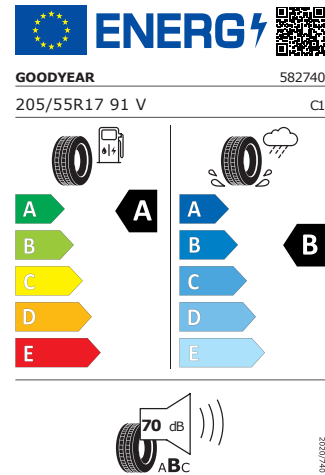 ENERG
GOODYEAR 582740
205/55R17 91 V C1
A A A
B B B
C C
D D
E E
70 dB
ABC
2020/740